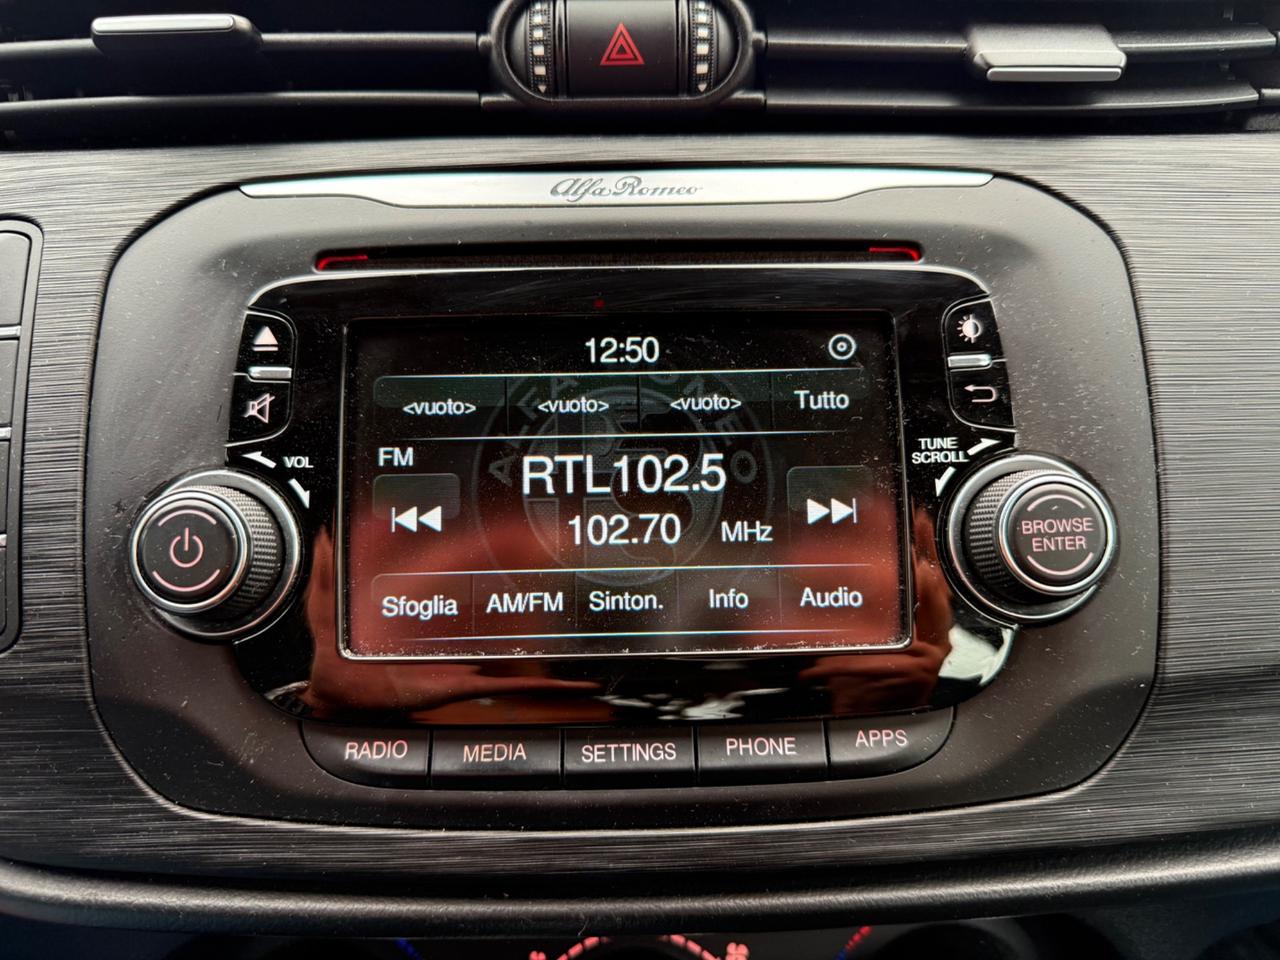 Alfa Romeo
12:50
<vuoto> <vuoto> <vuoto> Tutto
FM
RTL102.5
102.70 MHz
Sfoglia AM/FM Sinton. Info Audio
VOL
TUNE
SCROLL
BROWSE
ENTER
RADIO MEDIA SETTINGS PHONE APPS